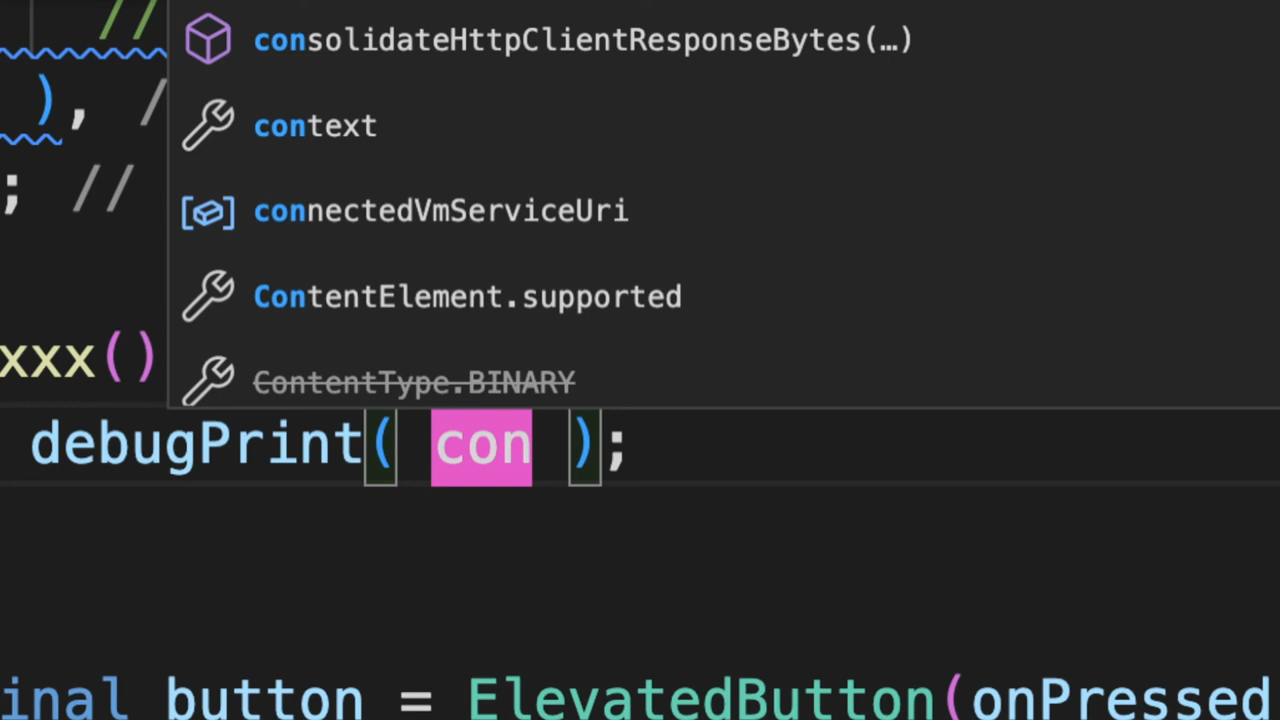 //
consolidateHttpClientResponseBytes(…)
), /
context
; //
connectedVmServiceUri
ContentElement.supported
xxx()
ContentType.BINARY
debugPrint( con );
inal button = ElevatedButton(onPressed